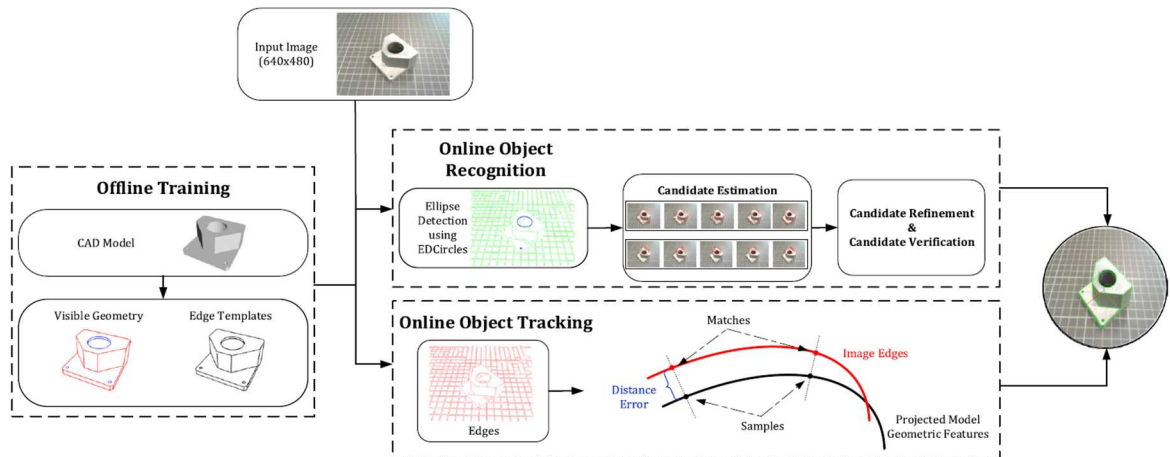 Input Image
(640x480)
Offline Training
CAD Model
Visible Geometry
Edge Templates
Online Object
Recognition
Ellipse
Detection
using
EDCircles
Candidate Estimation
Candidate Refinement
&
Candidate Verification
Online Object Tracking
Edges
Matches
Image Edges
Distance
Error
Samples
Projected Model
Geometric Features